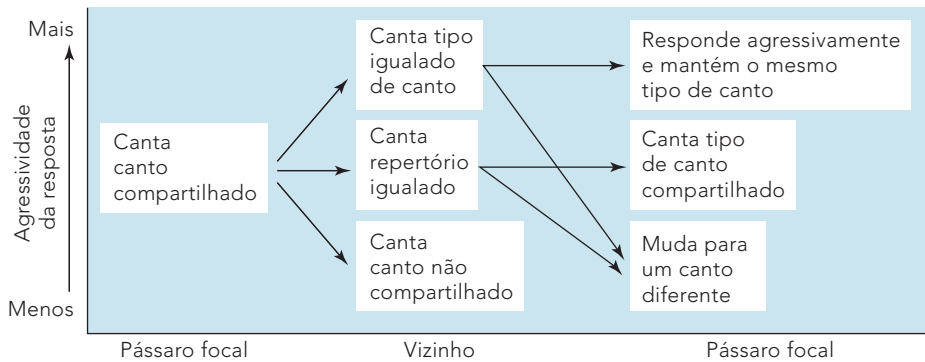 Mais
Agressividade
da resposta
Menos
Canta
canto
compartilhado
Canta tipo
igualado
de canto
Canta
repertório
igualado
Canta
canto não
compartilhado
Responde agressivamente
e mantém o mesmo
tipo de canto
Canta tipo
de canto
compartilhado
Muda para
um canto
diferente
Pássaro focal
Vizinho
Pássaro focal